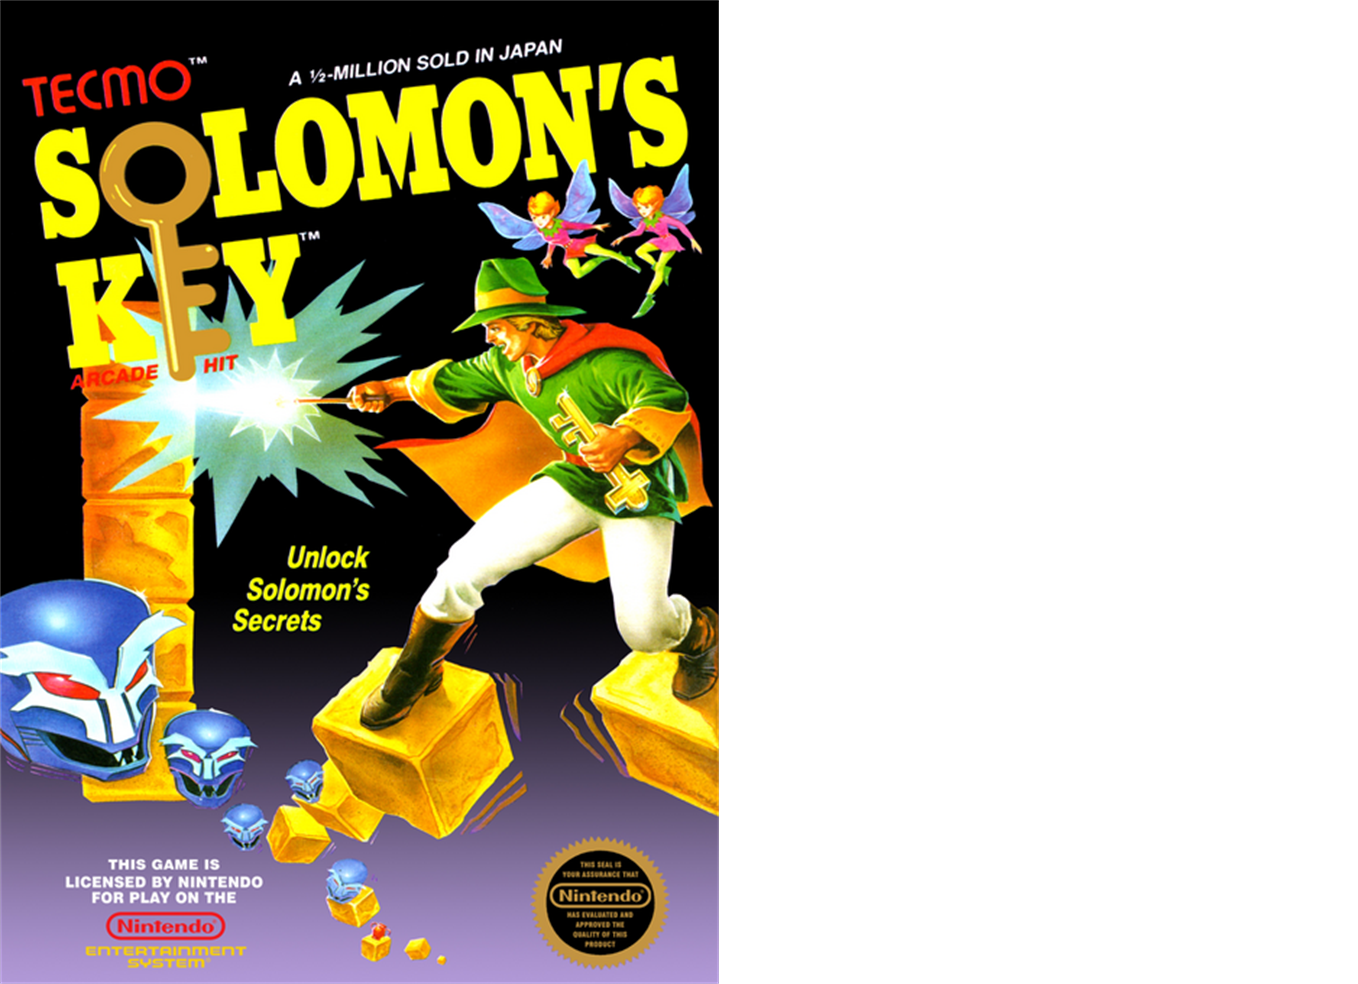 TECMO™
A ½-MILLION SOLD IN JAPAN
SOLOMON'S
KEY™
ARCADE HIT
Unlock
Solomon's
Secrets
THIS GAME IS
LICENSED BY NINTENDO
FOR PLAY ON THE
Nintendo®
ENTERTAINMENT
SYSTEM®
THIS SEAL IS
YOUR ASSURANCE THAT
Nintendo®
HAS EVALUATED AND
APPROVED THE
QUALITY OF THIS
PRODUCT